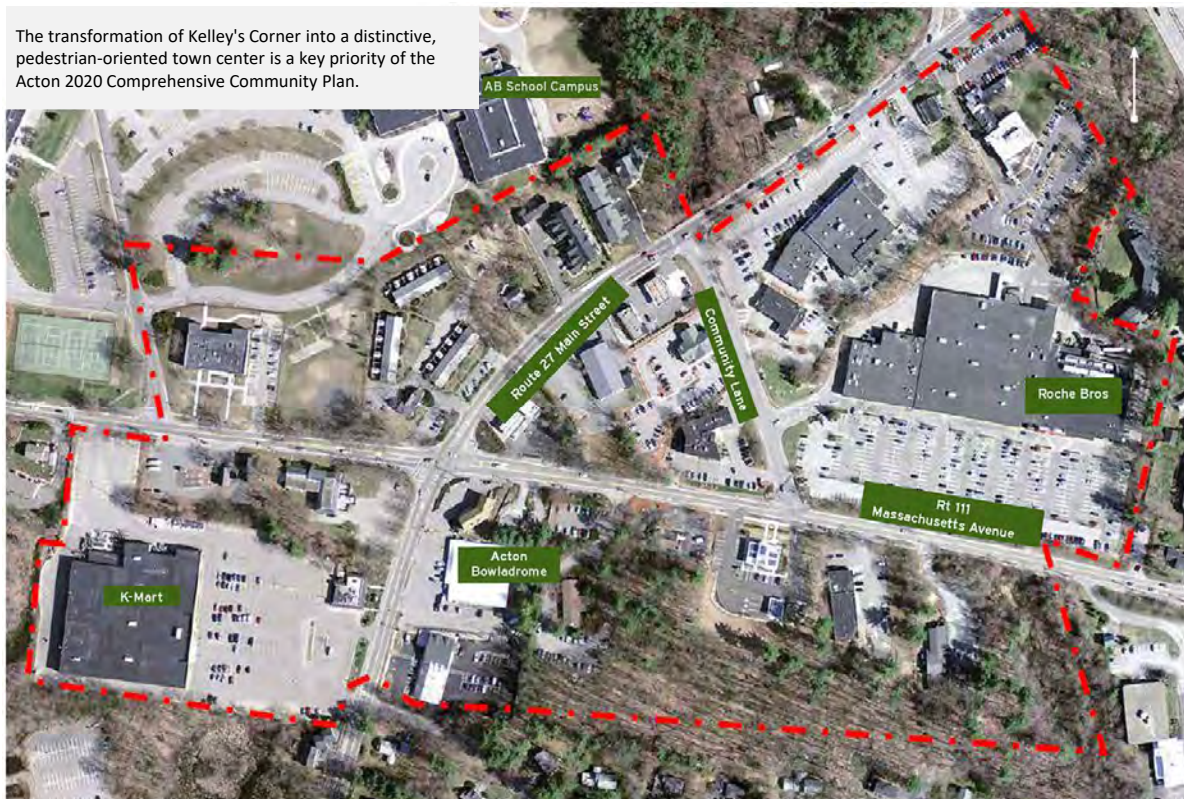 The transformation of Kelley's Corner into a distinctive,
pedestrian-oriented town center is a key priority of the
Acton 2020 Comprehensive Community Plan.
AB School Campus
Route 27 Main Street
Community Lane
Roche Bros
Rt 111
Massachusetts Avenue
Acton
Bowladrome
K-Mart